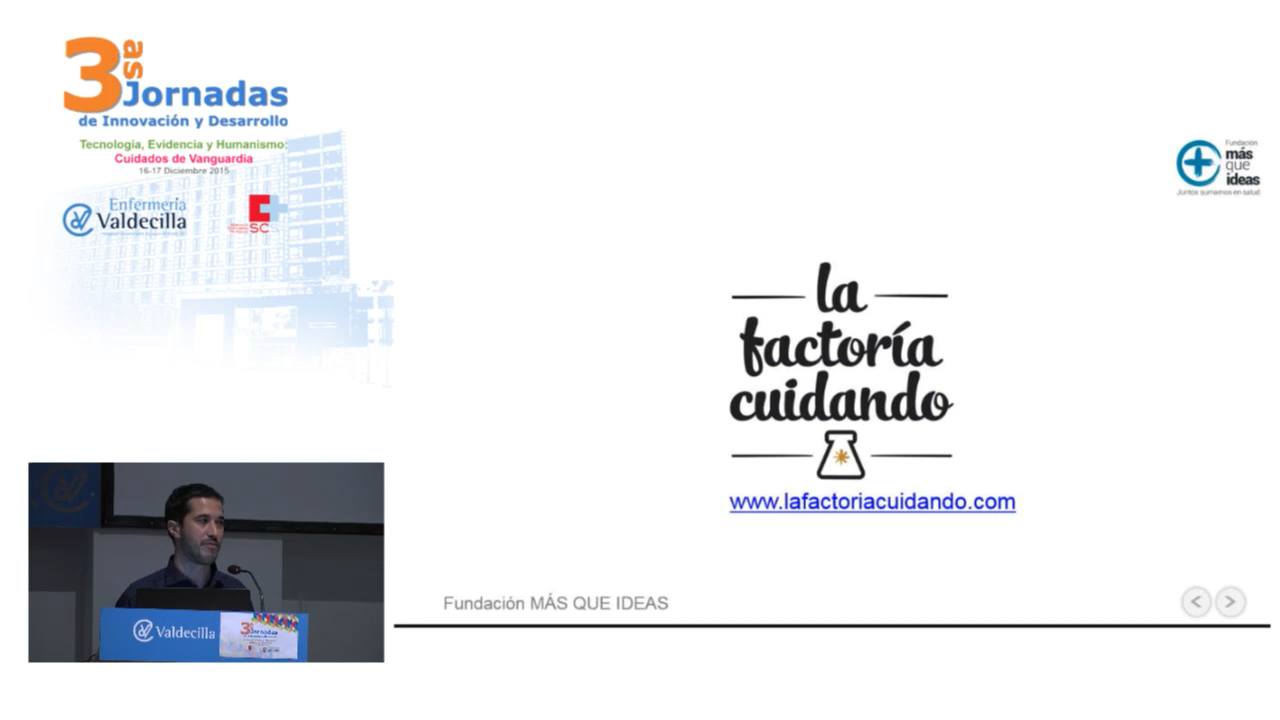 3as Jornadas
de Innovación y Desarrollo
Tecnología, Evidencia y Humanismo:
Cuidados de Vanguardia
16-17 Diciembre 2015
Enfermería
Valdecilla
SC
Fundación
más
que
ideas
Juntos sumamos en salud
la
factoría
cuidando
www.lafactoriacuidando.com
Fundación MÁS QUE IDEAS
Valdecilla
3as Jornadas